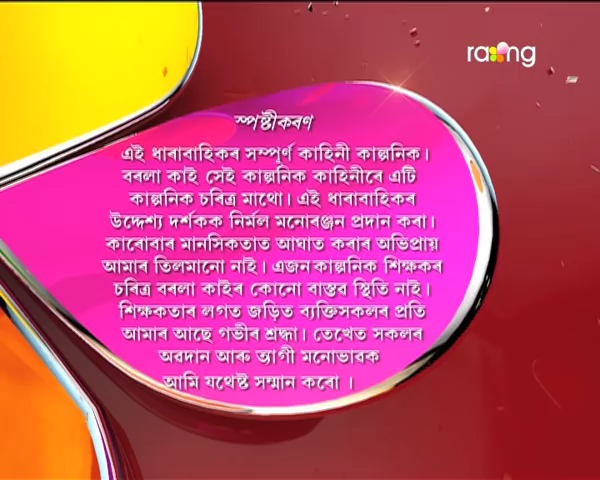 rang
স্পষ্টীকৰণ
এই ধাৰাবাহিকৰ সম্পূৰ্ণ কাহিনী কাল্পনিক।
বৰলা কাই সেই কাল্পনিক কাহিনীৰে এটি
কাল্পনিক চৰিত্ৰ মাথো। এই ধাৰাবাহিকৰ
উদ্দেশ্য দৰ্শকক নিৰ্মল মনোৰঞ্জন প্ৰদান কৰা।
কাৰোবাৰ মানসিকতাত আঘাত কৰাৰ অভিপ্ৰায়
আমাৰ তিলমানো নাই। এজন কাল্পনিক শিক্ষকৰ
চৰিত্ৰ বৰলা কাইৰ কোনো বাস্তৱ স্থিতি নাই।
শিক্ষকতাৰ লগত জড়িত ব্যক্তিসকলৰ প্ৰতি
আমাৰ আছে গভীৰ শ্ৰদ্ধা। তেখেত সকলৰ
অৱদান আৰু ত্যাগী মনোভাৱক
আমি যথেষ্ট সন্মান কৰো ।